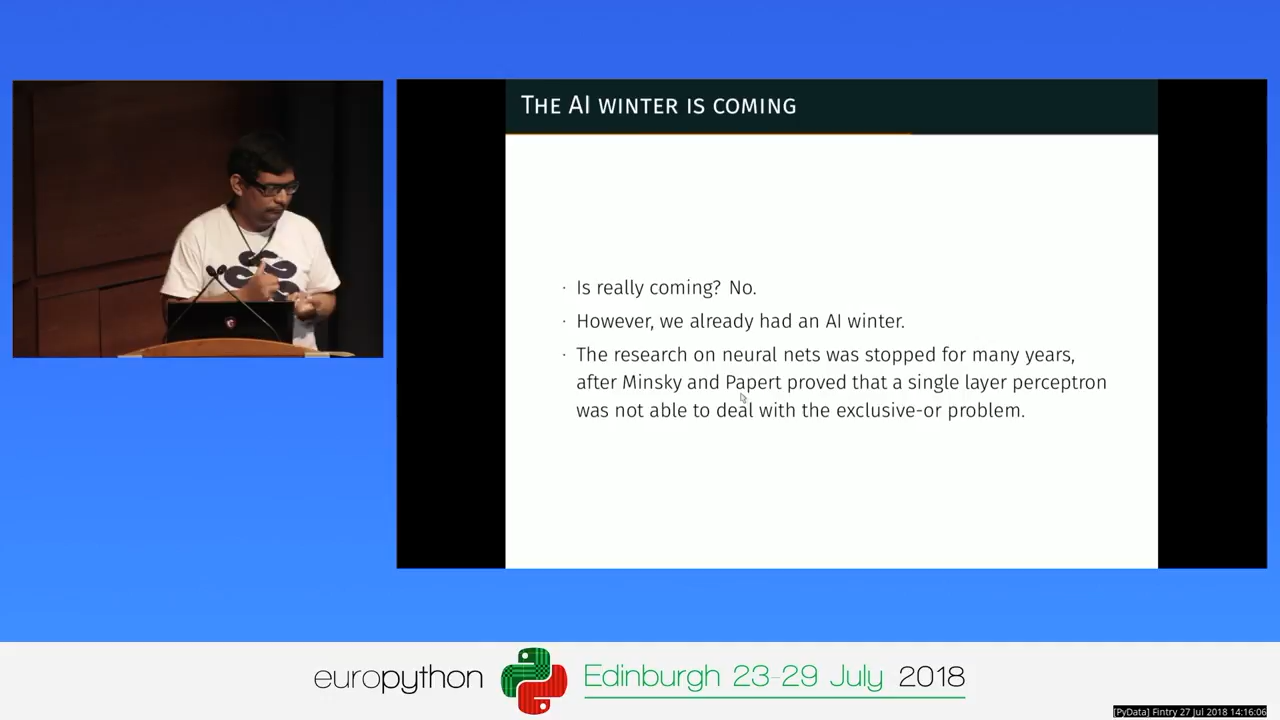 The AI winter is coming
· Is really coming? No.
· However, we already had an AI winter.
· The research on neural nets was stopped for many years,
after Minsky and Papert proved that a single layer perceptron
was not able to deal with the exclusive-or problem.
europython Edinburgh 23-29 July 2018
[PyData] Fintry 27 Jul 2018 14:16:06